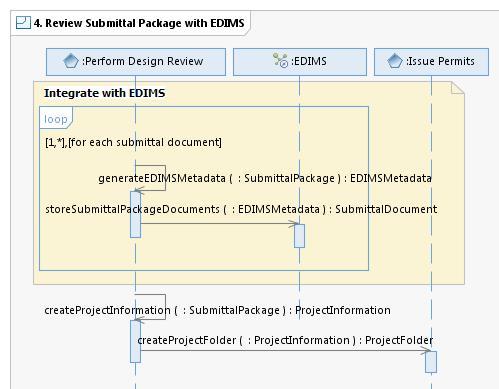 4. Review Submittal Package with EDIMS
:Perform Design Review
:EDIMS
:Issue Permits
Integrate with EDIMS
loop
[1,*],[for each submittal document]
generateEDIMSMetadata ( : SubmittalPackage ) : EDIMSMetadata
storeSubmittalPackageDocuments ( : EDIMSMetadata ) : SubmittalDocument
createProjectInformation ( : SubmittalPackage ) : ProjectInformation
createProjectFolder ( : ProjectInformation ) : ProjectFolder